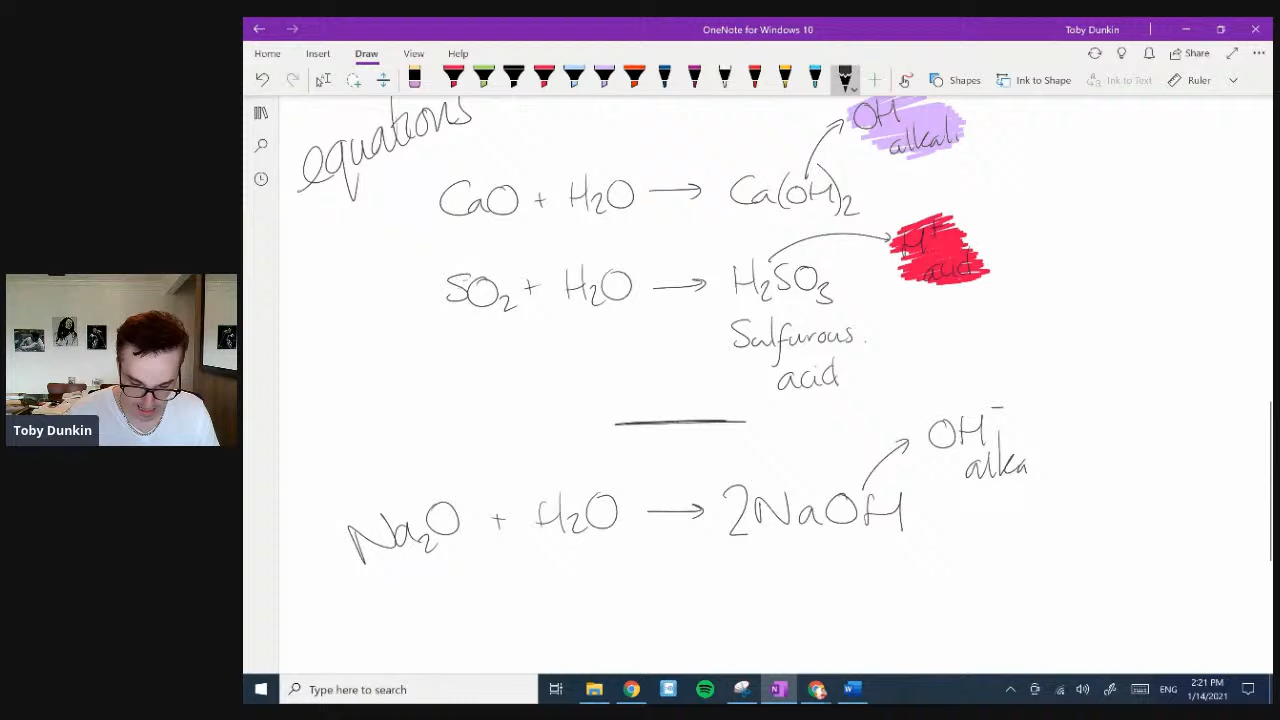 OneNote for Windows 10
Toby Dunkin
Home Insert Draw View Help
Share
Shapes Ink to Shape Ink to Text Ruler
equations
OH
alkali
CaO + H2O → Ca(OH)2
H+
acid
SO2 + H2O → H2SO3
Salfurous.
acid
Toby Dunkin
OH-
alka
Na2O + H2O → 2NaOH
Type here to search
ENG
2:21 PM
1/14/2021